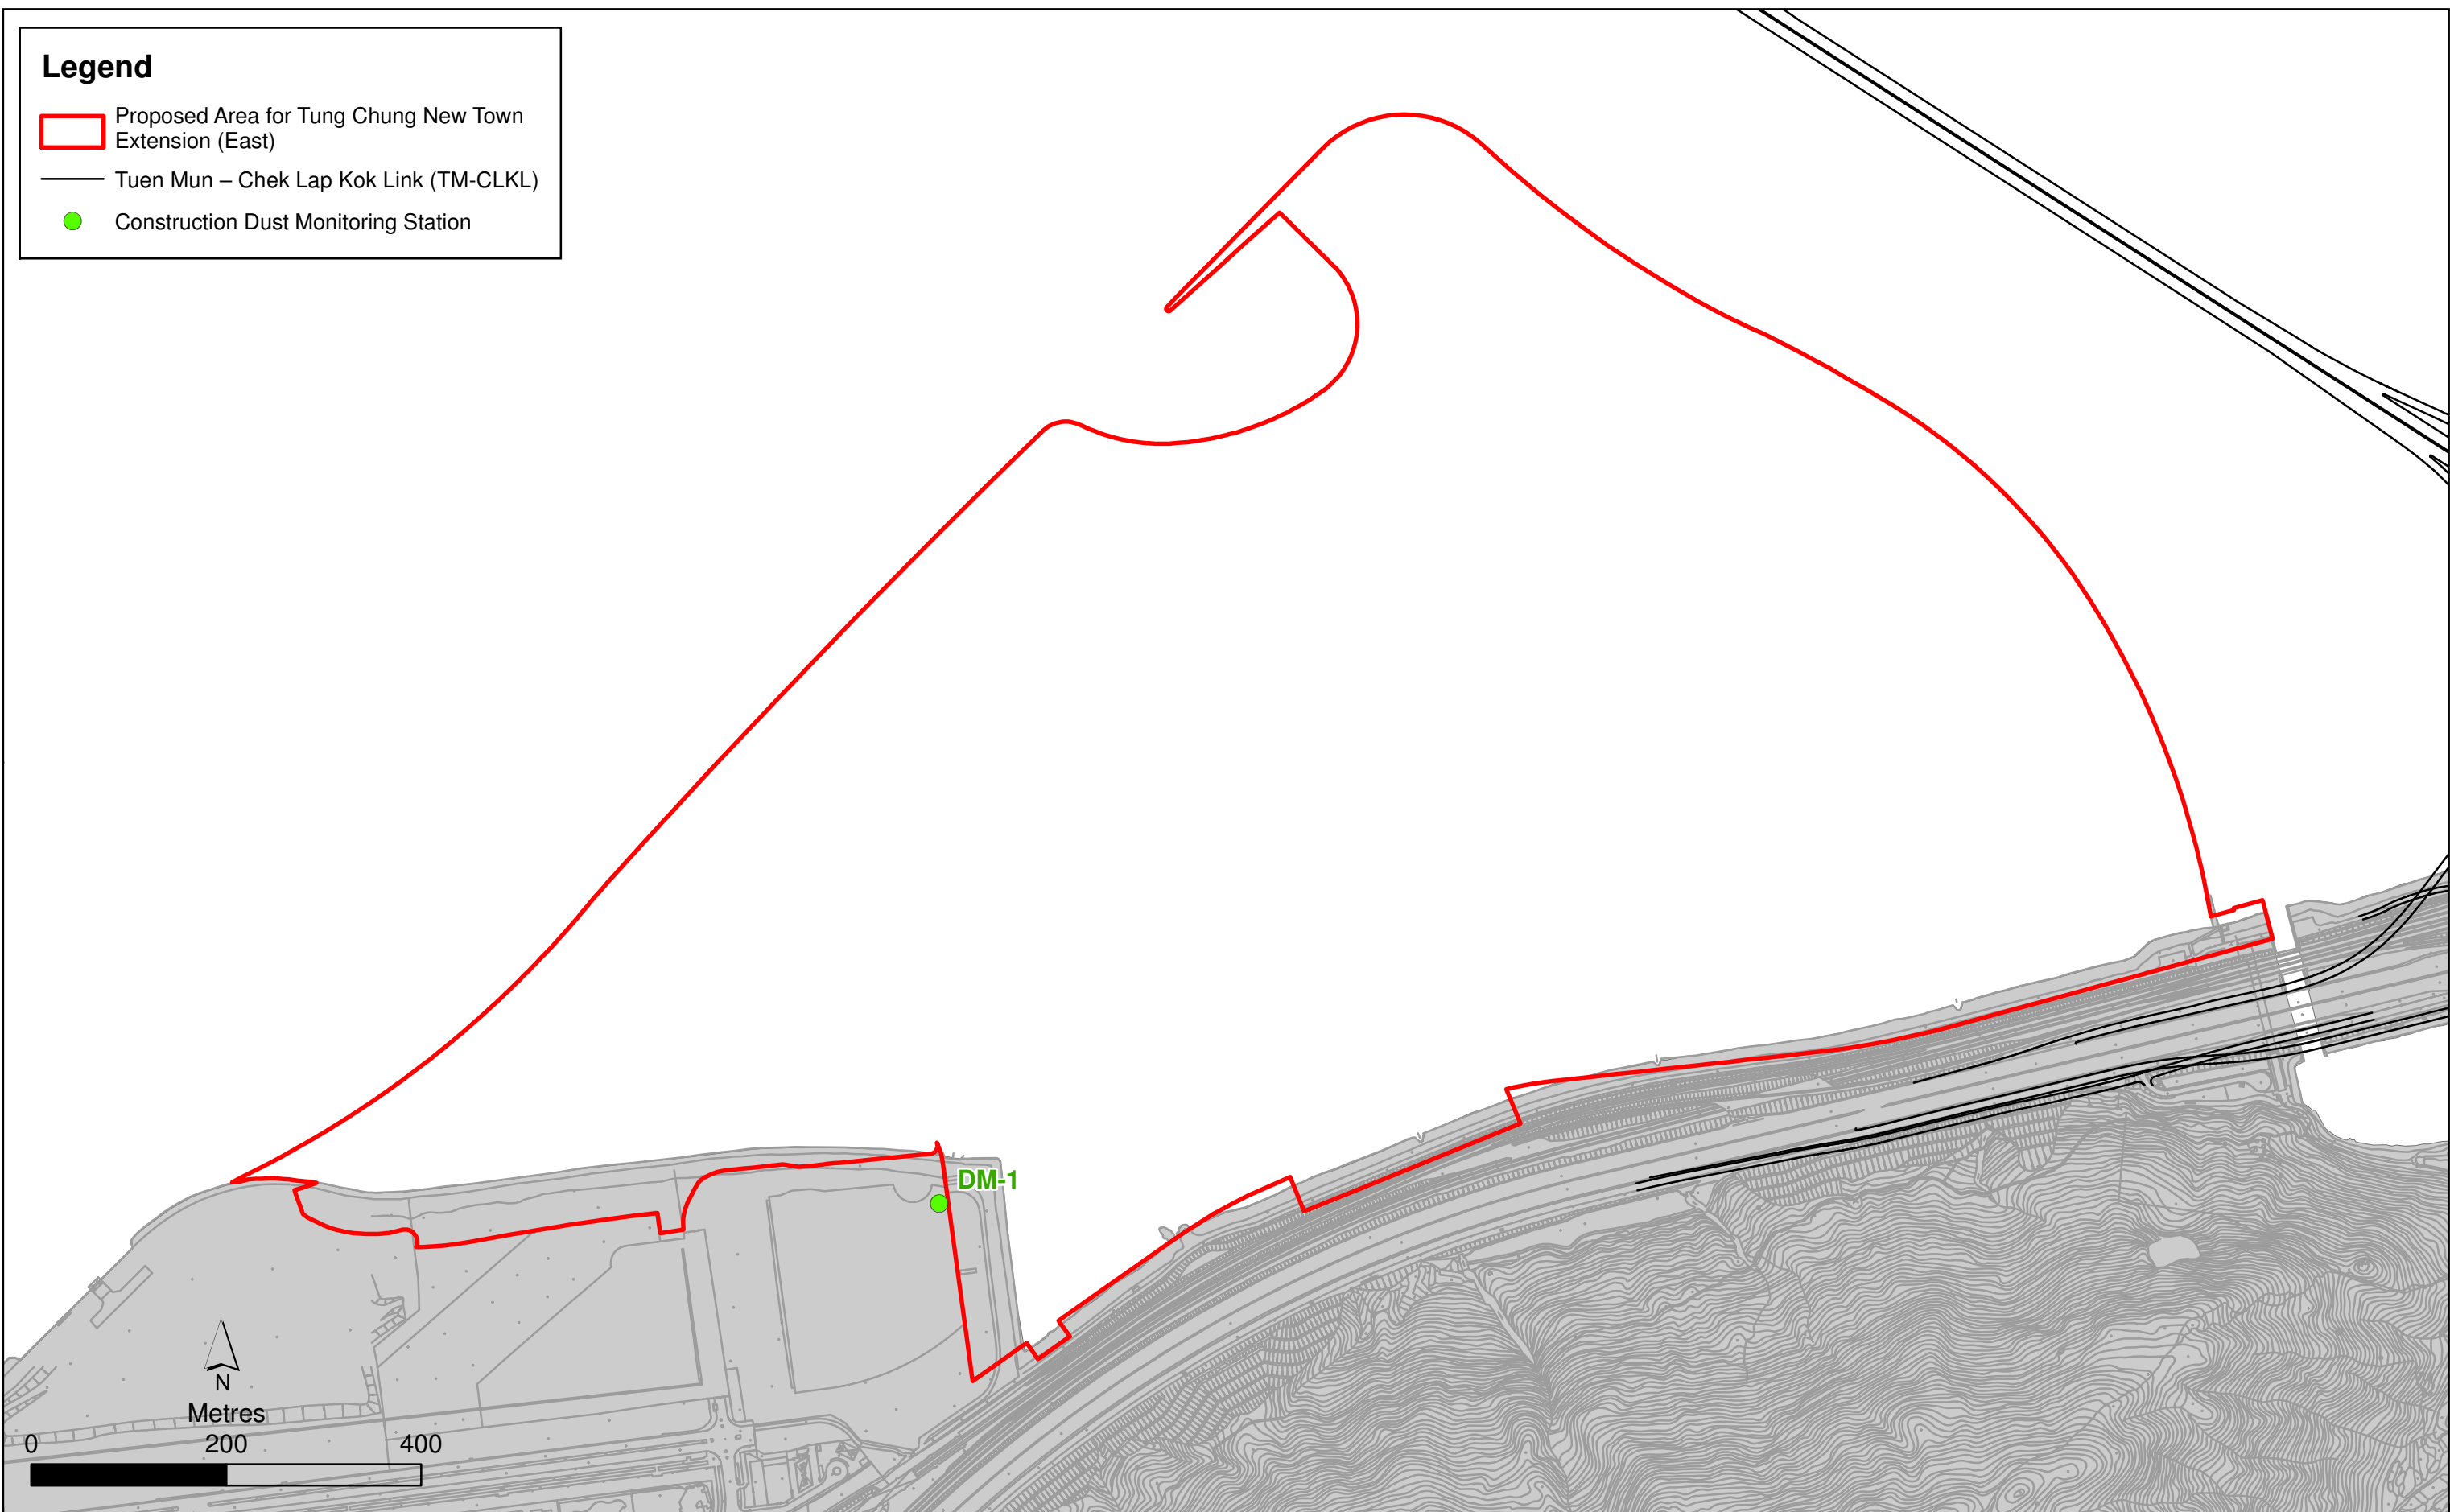 Legend
Proposed Area for Tung Chung New Town
Extension (East)
Tuen Mun – Chek Lap Kok Link (TM-CLKL)
Construction Dust Monitoring Station
DM-1
N
Metres
0 200 400